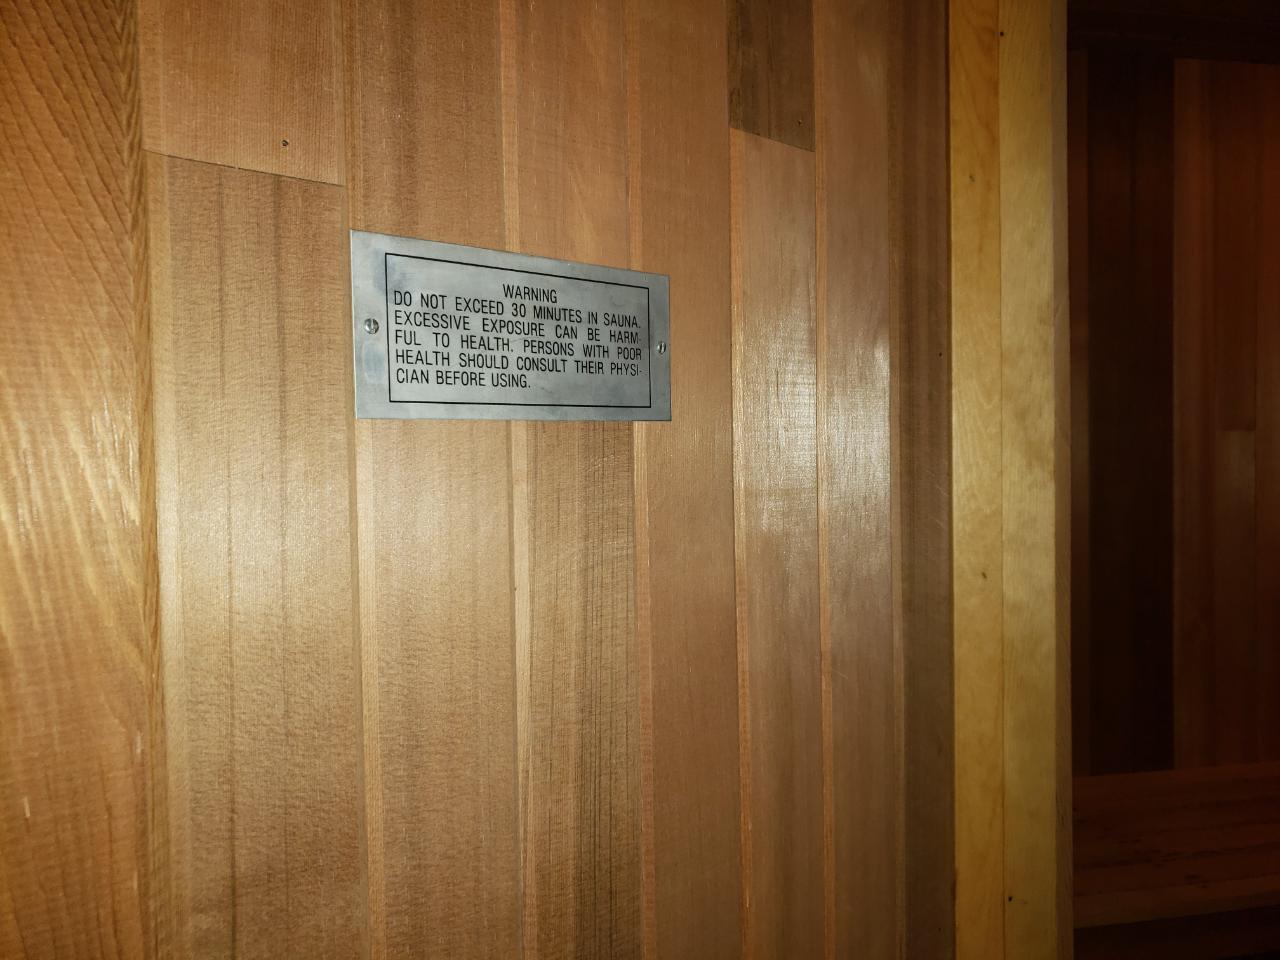 WARNING
DO NOT EXCEED 30 MINUTES IN SAUNA.
EXCESSIVE EXPOSURE CAN BE HARM-
FUL TO HEALTH. PERSONS WITH POOR
HEALTH SHOULD CONSULT THEIR PHYSI-
CIAN BEFORE USING.